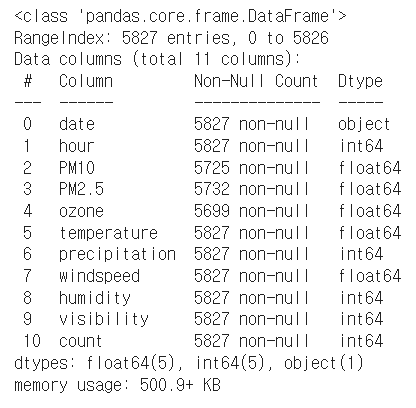 <class 'pandas.core.frame.DataFrame'>
RangeIndex: 5827 entries, 0 to 5826
Data columns (total 11 columns):
 #   Column         Non-Null Count  Dtype
---  ------         --------------  -----
 0   date           5827 non-null   object
 1   hour           5827 non-null   int64
 2   PM10           5725 non-null   float64
 3   PM2.5          5732 non-null   float64
 4   ozone          5699 non-null   float64
 5   temperature    5827 non-null   float64
 6   precipitation  5827 non-null   int64
 7   windspeed      5827 non-null   float64
 8   humidity       5827 non-null   int64
 9   visibility     5827 non-null   int64
 10  count          5827 non-null   int64
dtypes: float64(5), int64(5), object(1)
memory usage: 500.9+ KB